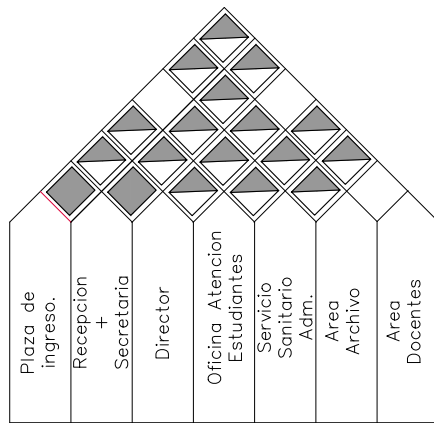 Plaza de
ingreso.
Recepcion
+
Secretaria
Director
Oficina Atencion
Estudiantes
Servicio
Sanitario
Adm.
Area
Archivo
Area
Docentes